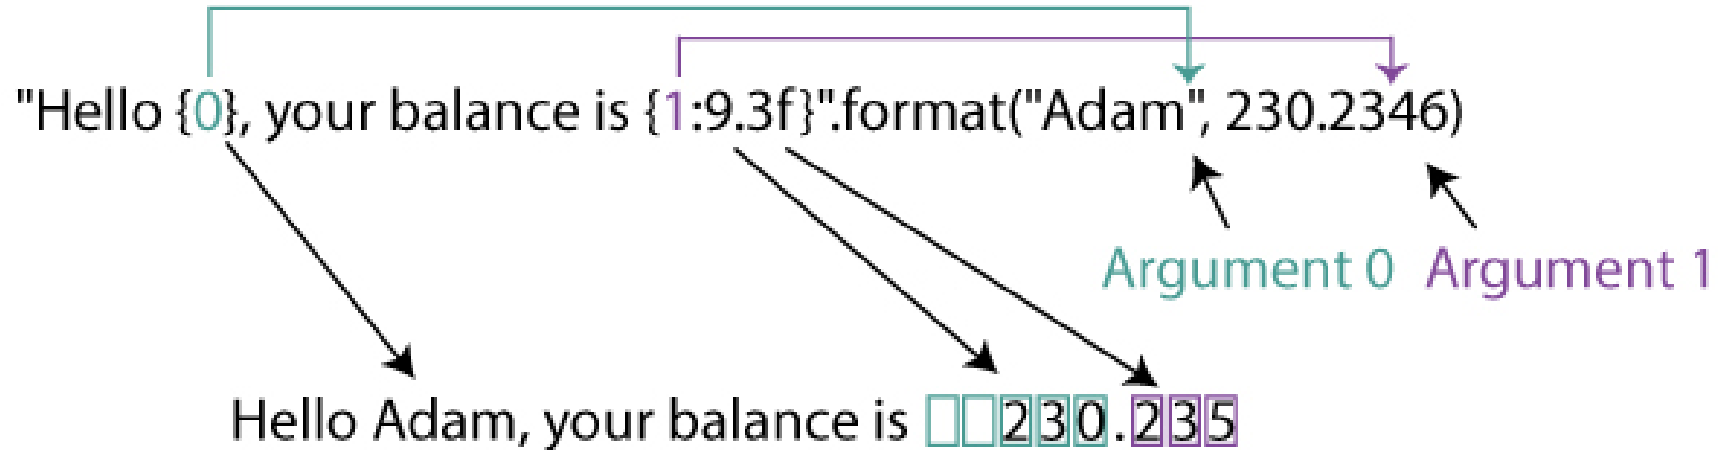 "Hello {0}, your balance is {1:9.3f}".format("Adam", 230.2346)
Argument 0 Argument 1
Hello Adam, your balance is 230.235